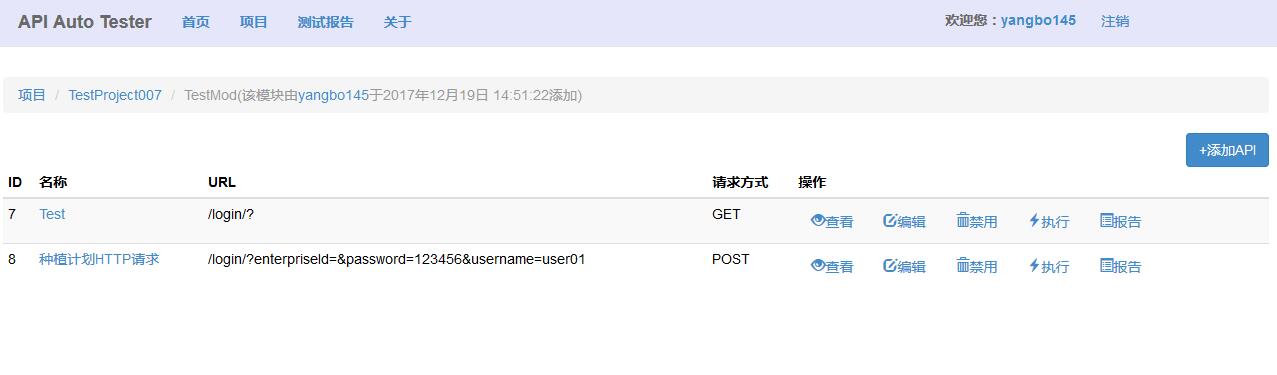 API Auto Tester 首页 项目 测试报告 关于 欢迎您：yangbo145 注销
项目 / TestProject007 / TestMod(该模块由yangbo145于2017年12月19日 14:51:22添加)
+添加API
ID 名称 URL 请求方式 操作
7 Test /login/? GET 查看 编辑 禁用 执行 报告
8 种植计划HTTP请求 /login/?enterpriseId=&password=123456&username=user01 POST 查看 编辑 禁用 执行 报告